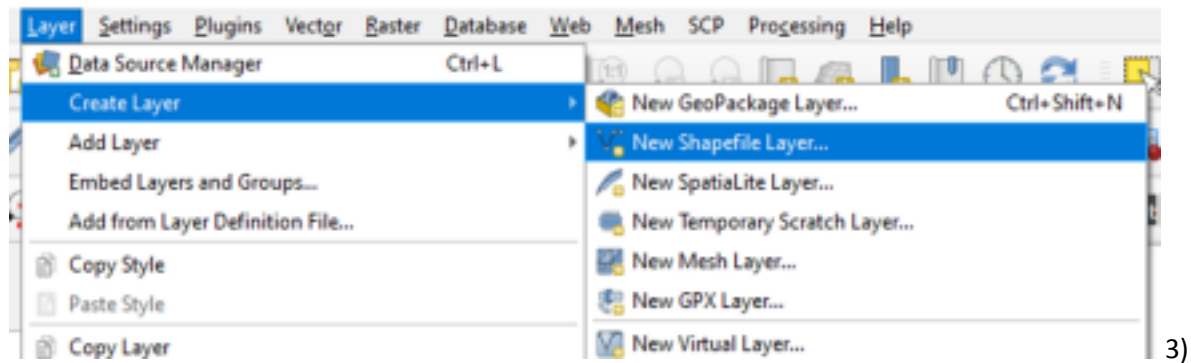 Layer Settings Plugins Vector Raster Database Web Mesh SCP Processing Help
Data Source Manager Ctrl+L
Create Layer
New GeoPackage Layer... Ctrl+Shift+N
Add Layer
New Shapefile Layer...
Embed Layers and Groups...
New SpatiaLite Layer...
Add from Layer Definition File...
New Temporary Scratch Layer...
Copy Style
New Mesh Layer...
Paste Style
New GPX Layer...
Copy Layer
New Virtual Layer...
3)